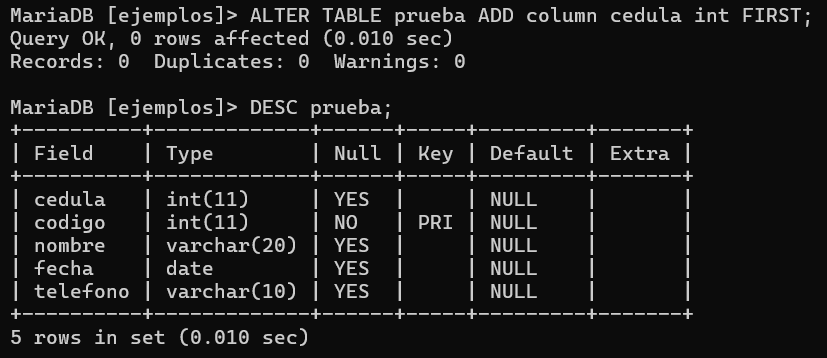 MariaDB [ejemplos]> ALTER TABLE prueba ADD column cedula int FIRST;
Query OK, 0 rows affected (0.010 sec)
Records: 0  Duplicates: 0  Warnings: 0

MariaDB [ejemplos]> DESC prueba;
+----------+-------------+------+-----+---------+-------+
| Field    | Type        | Null | Key | Default | Extra |
+----------+-------------+------+-----+---------+-------+
| cedula   | int(11)     | YES  |     | NULL    |       |
| codigo   | int(11)     | NO   | PRI | NULL    |       |
| nombre   | varchar(20) | YES  |     | NULL    |       |
| fecha    | date        | YES  |     | NULL    |       |
| telefono | varchar(10) | YES  |     | NULL    |       |
+----------+-------------+------+-----+---------+-------+
5 rows in set (0.010 sec)